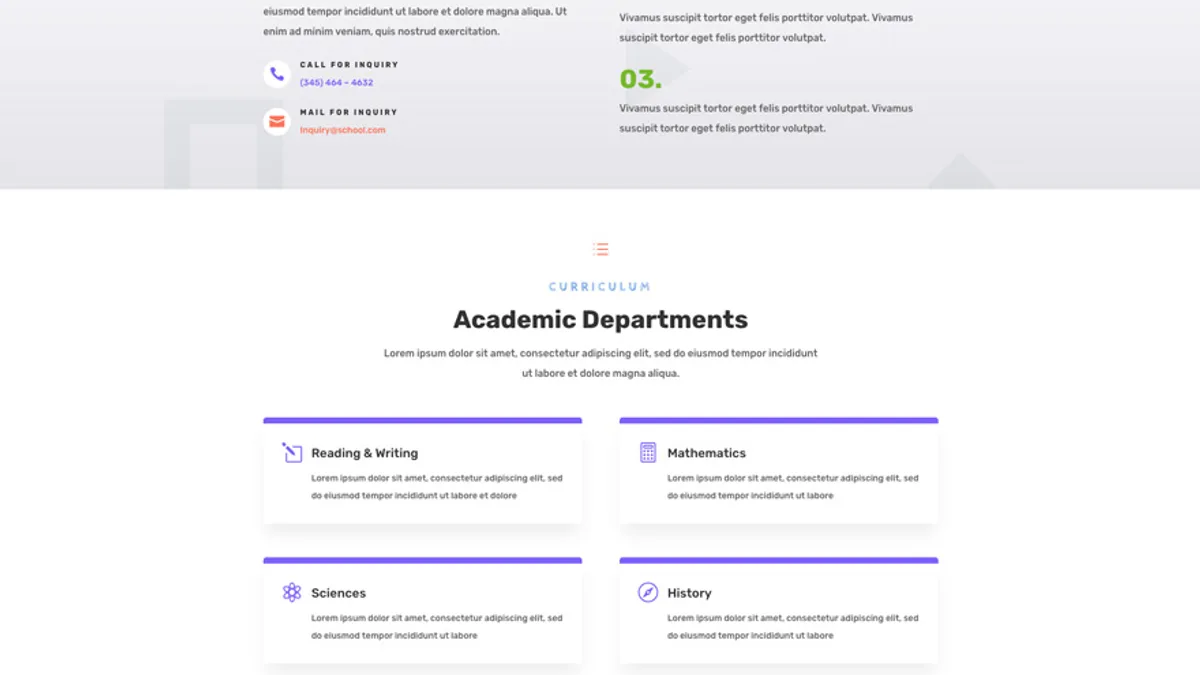 eiusmod tempor incididunt ut labore et dolore magna aliqua. Ut
enim ad minim veniam, quis nostrud exercitation.
CALL FOR INQUIRY
(345) 464 – 4632
MAIL FOR INQUIRY
Inquiry@school.com
Vivamus suscipit tortor eget felis porttitor volutpat. Vivamus
suscipit tortor eget felis porttitor volutpat.
03.
Vivamus suscipit tortor eget felis porttitor volutpat. Vivamus
suscipit tortor eget felis porttitor volutpat.
CURRICULUM
Academic Departments
Lorem ipsum dolor sit amet, consectetur adipiscing elit, sed do eiusmod tempor incididunt
ut labore et dolore magna aliqua.
Reading & Writing
Lorem ipsum dolor sit amet, consectetur adipiscing elit, sed
do eiusmod tempor incididunt ut labore et dolore
Mathematics
Lorem ipsum dolor sit amet, consectetur adipiscing elit, sed
do eiusmod tempor incididunt ut labore
Sciences
Lorem ipsum dolor sit amet, consectetur adipiscing elit, sed
do eiusmod tempor incididunt ut labore
History
Lorem ipsum dolor sit amet, consectetur adipiscing elit, sed
do eiusmod tempor incididunt ut labore